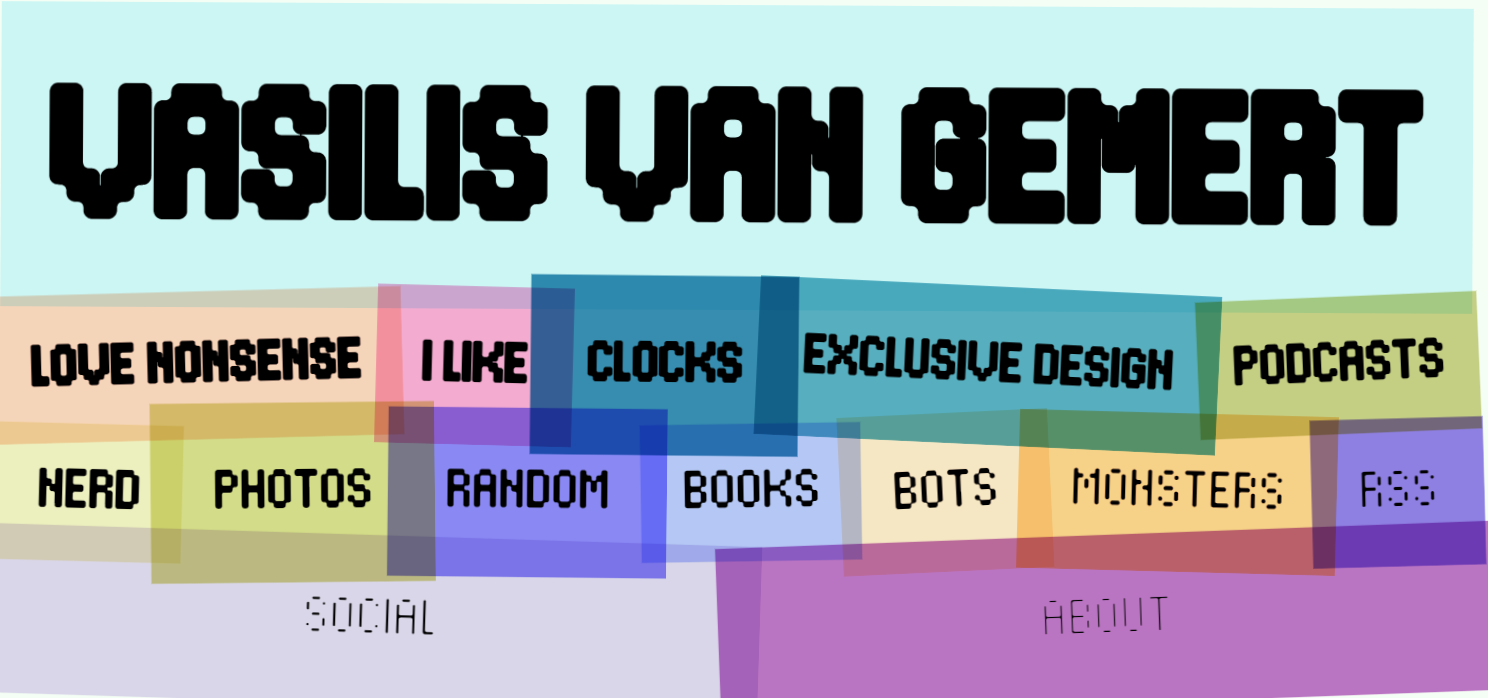 VASILIS VAN GEMERT
LOVE NONSENSE I LIKE CLOCKS EXCLUSIVE DESIGN PODCASTS
NERD PHOTOS RANDOM BOOKS BOTS MONSTERS RSS
SOCIAL ABOUT